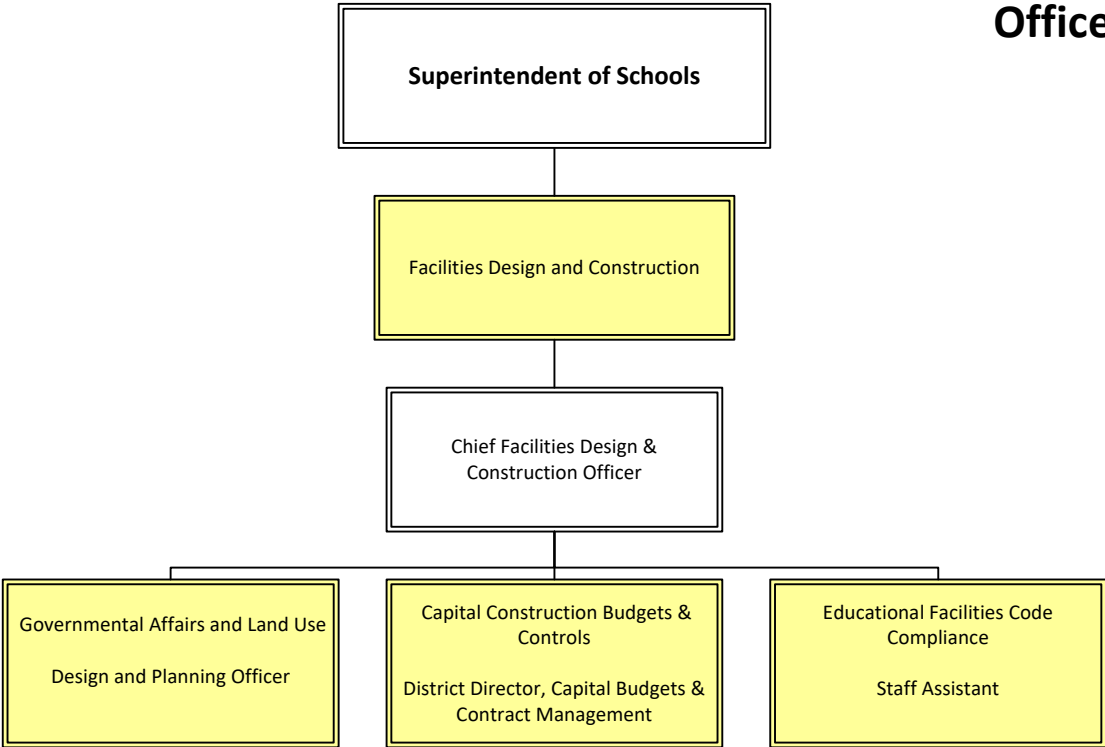 Office
Superintendent of Schools
Facilities Design and Construction
Chief Facilities Design &
Construction Officer
Governmental Affairs and Land Use
Design and Planning Officer
Capital Construction Budgets &
Controls
District Director, Capital Budgets &
Contract Management
Educational Facilities Code
Compliance
Staff Assistant